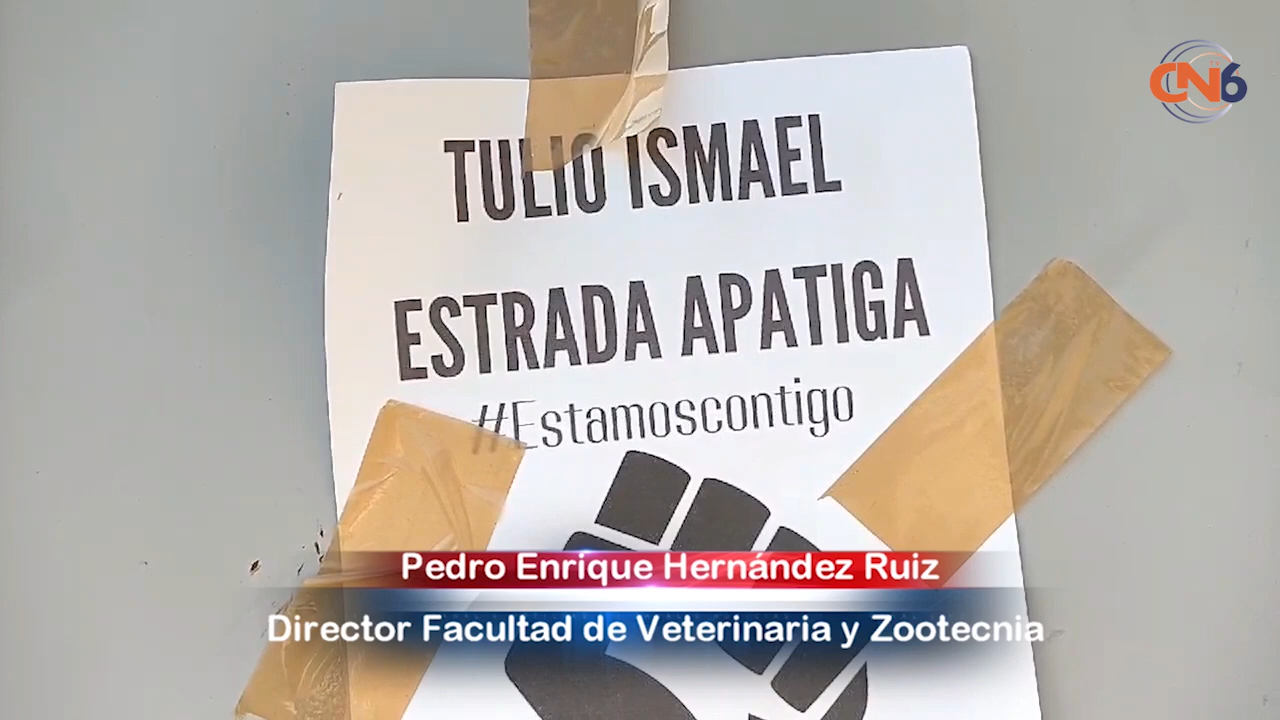 CN6
TULIO ISMAEL
ESTRADA APATIGA
#Estamoscontigo
Pedro Enrique Hernández Ruiz
Director Facultad de Veterinaria y Zootecnia